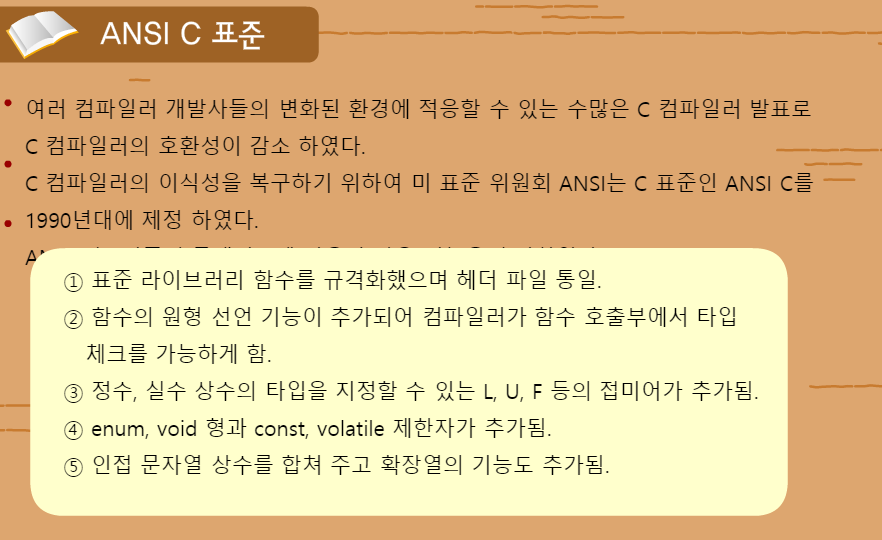 ANSI C 표준
여러 컴파일러 개발사들의 변화된 환경에 적응할 수 있는 수많은 C 컴파일러 발표로
C 컴파일러의 호환성이 감소 하였다.
C 컴파일러의 이식성을 복구하기 위하여 미 표준 위원회 ANSI는 C 표준인 ANSI C를
1990년대에 제정 하였다.
① 표준 라이브러리 함수를 규격화했으며 헤더 파일 통일.
② 함수의 원형 선언 기능이 추가되어 컴파일러가 함수 호출부에서 타입
체크를 가능하게 함.
③ 정수, 실수 상수의 타입을 지정할 수 있는 L, U, F 등의 접미어가 추가됨.
④ enum, void 형과 const, volatile 제한자가 추가됨.
⑤ 인접 문자열 상수를 합쳐 주고 확장열의 기능도 추가됨.